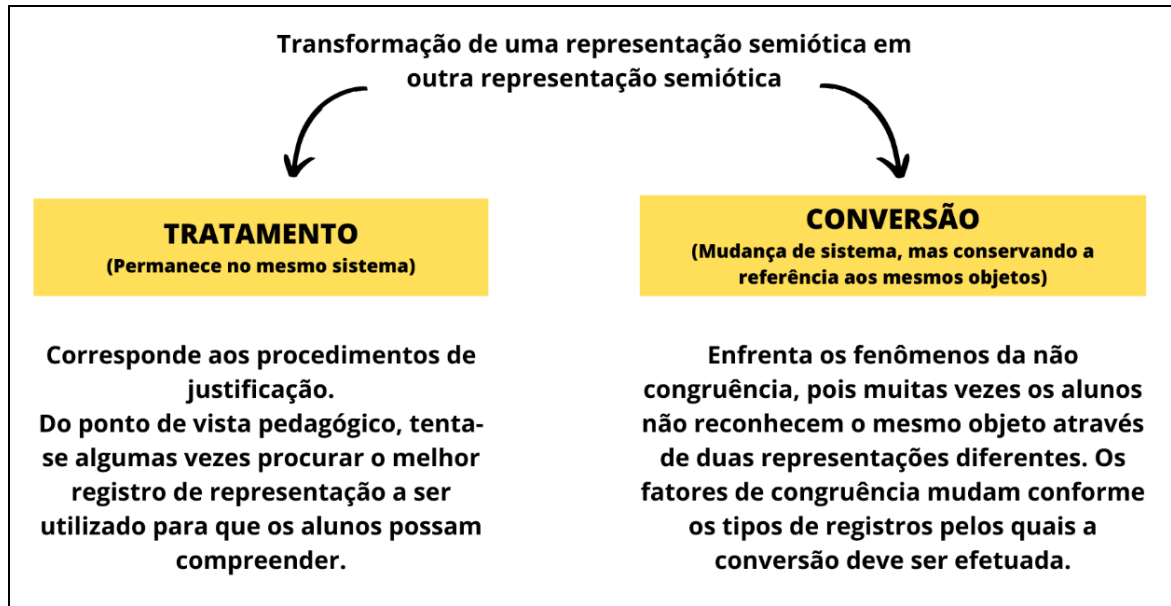 Transformação de uma representação semiótica em
outra representação semiótica
TRATAMENTO
(Permanece no mesmo sistema)
Corresponde aos procedimentos de
justificação.
Do ponto de vista pedagógico, tenta-
se algumas vezes procurar o melhor
registro de representação a ser
utilizado para que os alunos possam
compreender.
CONVERSÃO
(Mudança de sistema, mas conservando a
referência aos mesmos objetos)
Enfrenta os fenômenos da não
congruência, pois muitas vezes os alunos
não reconhecem o mesmo objeto através
de duas representações diferentes. Os
fatores de congruência mudam conforme
os tipos de registros pelos quais a
conversão deve ser efetuada.